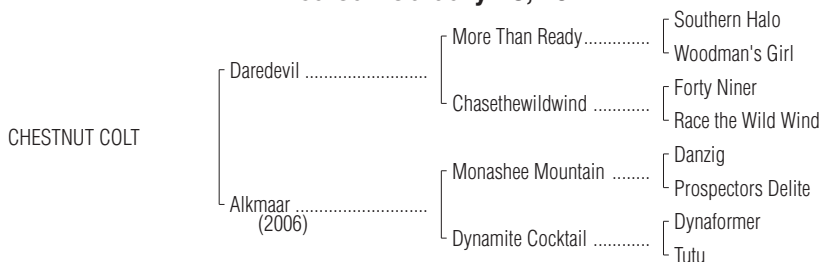 Southern Halo
More Than Ready..............
Woodman's Girl
Daredevil ..........................
Forty Niner
Chasethewildwind ............
Race the Wild Wind
CHESTNUT COLT
Danzig
Monashee Mountain ........
Prospectors Delite
Alkmaar ............................
(2006)
Dynaformer
Dynamite Cocktail ............
Tutu